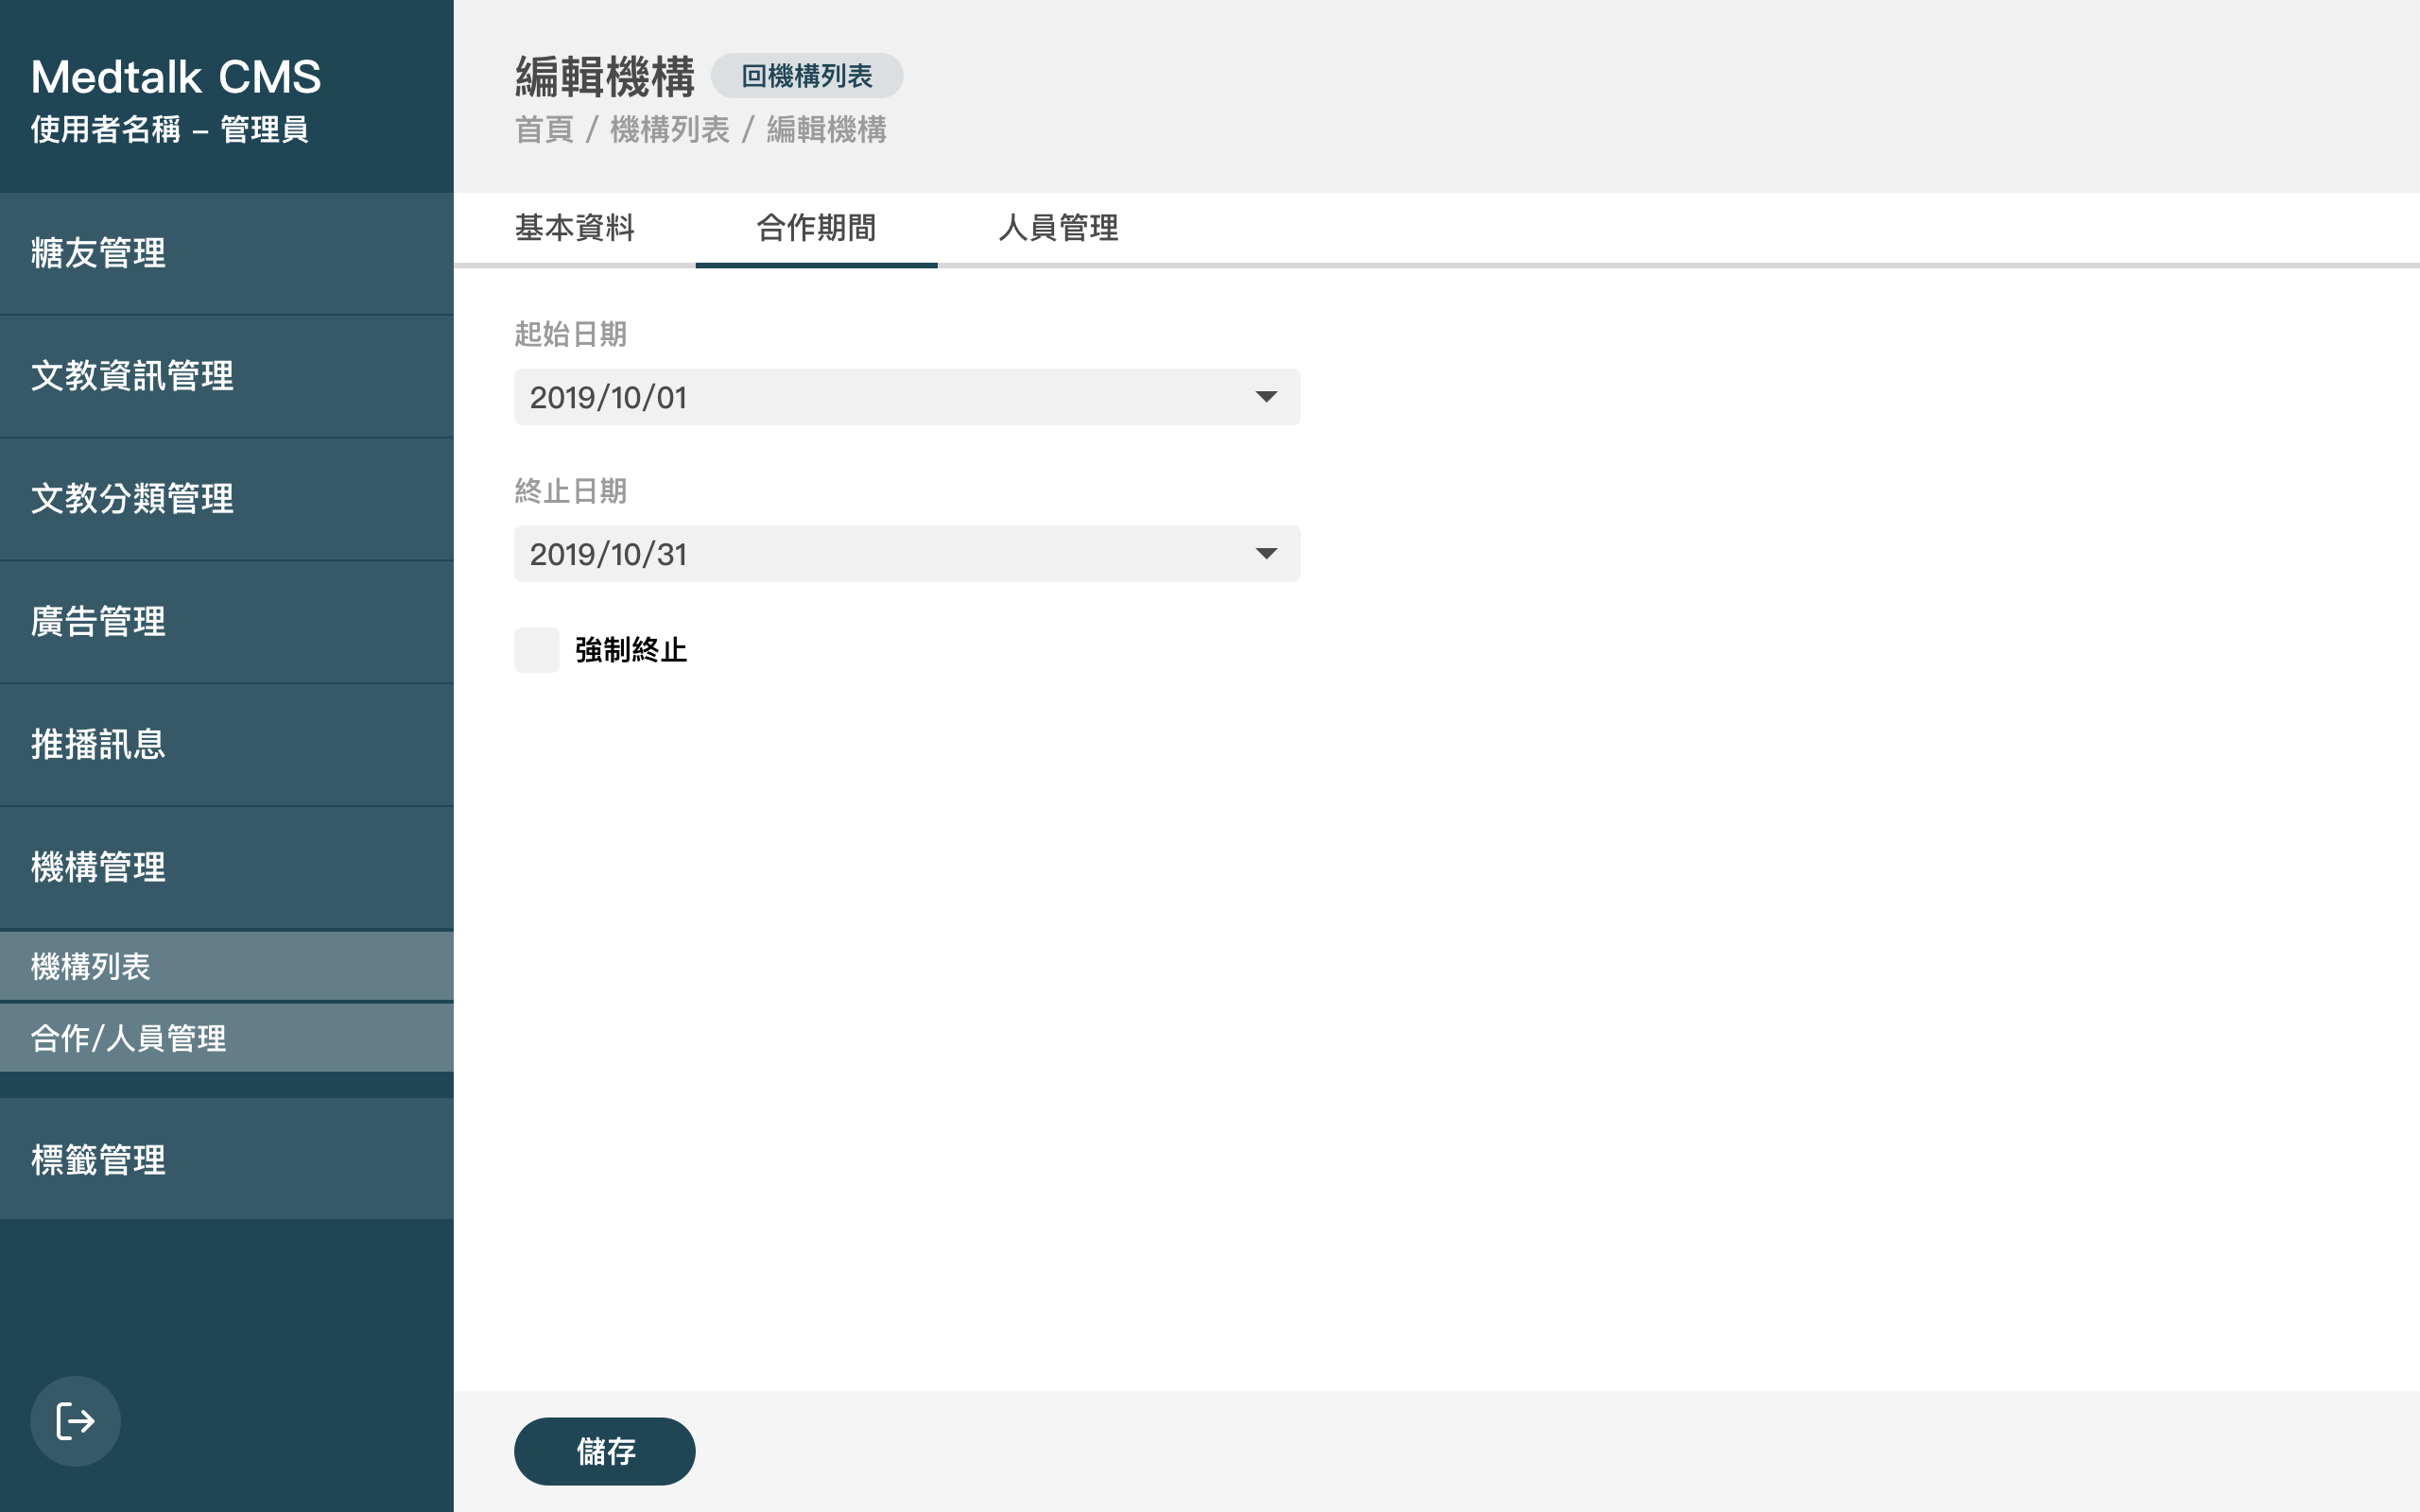 Medtalk CMS
使用者名稱 – 管理員
糖友管理
文教資訊管理
文教分類管理
廣告管理
推播訊息
機構管理
機構列表
合作/人員管理
標籤管理
編輯機構
回機構列表
首頁 / 機構列表 / 編輯機構
基本資料
合作期間
人員管理
起始日期
2019/10/01
終止日期
2019/10/31
強制終止
儲存